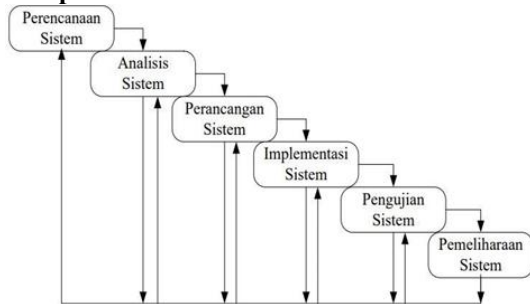 Perencanaan
Sistem
Analisis
Sistem
Perancangan
Sistem
Implementasi
Sistem
Pengujian
Sistem
Pemeliharaan
Sistem